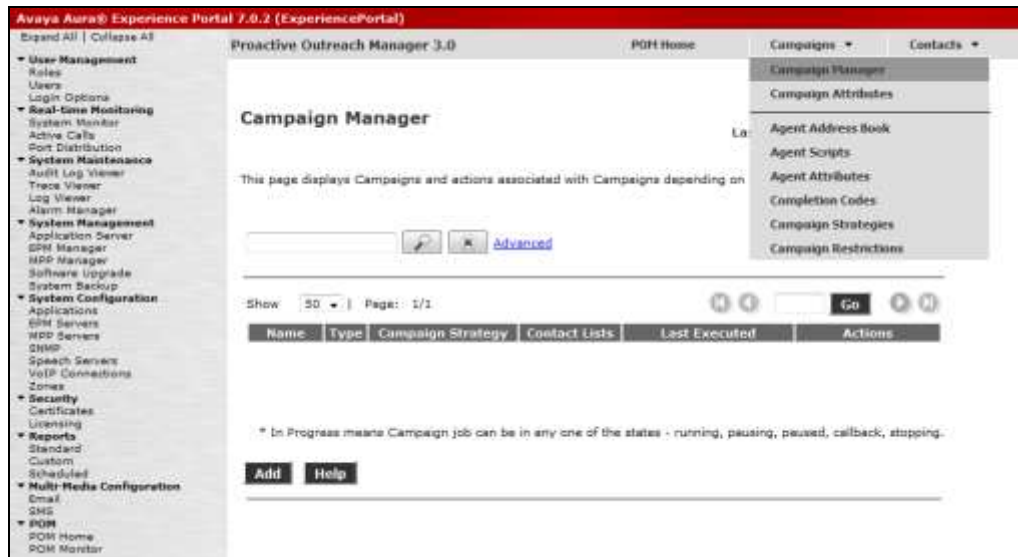 Avaya Aura® Experience Portal 7.0.2 (ExperiencePortal)
Expand All | Collapse All
▼ User Management
Roles
Users
Login Options
▼ Real-time Monitoring
System Monitor
Active Calls
Port Distribution
▼ System Maintenance
Audit Log Viewer
Trace Viewer
Log Viewer
Alarm Manager
▼ System Management
Application Server
EPM Manager
MPP Manager
Software Upgrade
System Backup
▼ System Configuration
Applications
EPM Servers
MPP Servers
SNMP
Speech Servers
VoIP Connections
Zones
▼ Security
Certificates
Licensing
▼ Reports
Standard
Custom
Scheduled
▼ Multi-Media Configuration
Email
SMS
▼ POM
POM Home
POM Monitor
Proactive Outreach Manager 3.0 POM Home Campaigns ▼ Contacts ▼
Campaign Manager
Campaign Attributes
Agent Address Book
Agent Scripts
Agent Attributes
Completion Codes
Campaign Strategies
Campaign Restrictions
Campaign Manager
La
This page displays Campaigns and actions associated with Campaigns depending on
Advanced
Show 50 | Page: 1/1 Go
Name Type Campaign Strategy Contact Lists Last Executed Actions
* In Progress means Campaign job can be in any one of the states - running, pausing, paused, callback, stopping.
Add Help